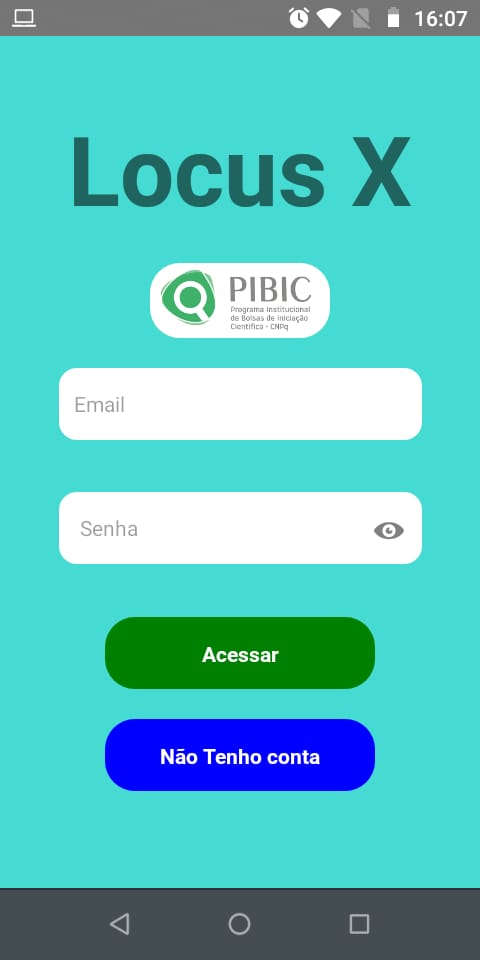 16:07
Locus X
PIBIC
Programa Institucional
de Bolsas de Iniciação
Científica - CNPq
Email
Senha
Acessar
Não Tenho conta